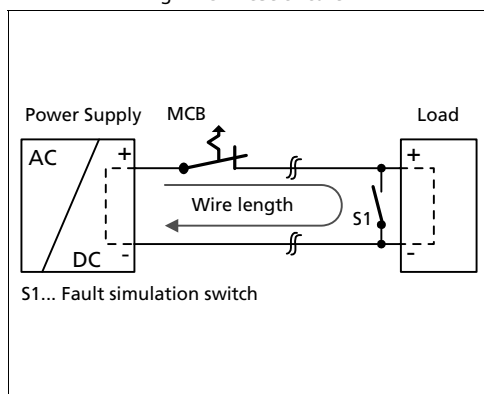 Power Supply MCB Load
AC + +
Wire length
S1
DC - -
S1... Fault simulation switch